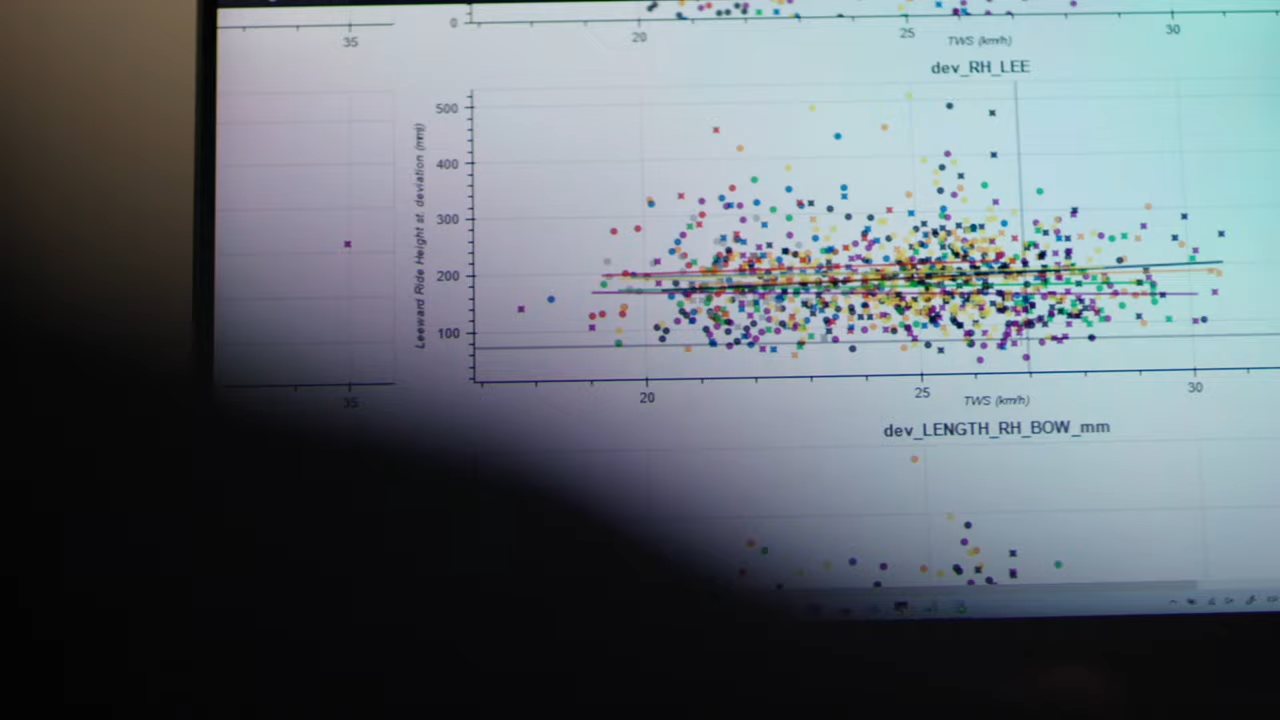 0
35
20
25
30
TWS (km/h)
dev_RH_LEE
500
400
300
200
100
Leeward Ride Height st. deviation (mm)
35
20
25
30
TWS (km/h)
dev_LENGTH_RH_BOW_mm